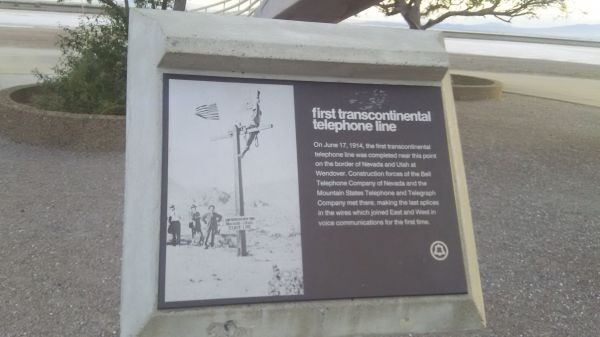 first transcontinental
telephone line
On June 17, 1914, the first transcontinental
telephone line was completed near this point
on the border of Nevada and Utah at
Wendover. Construction forces of the Bell
Telephone Company of Nevada and the
Mountain States Telephone and Telegraph
Company met there, making the last splices
in the wires which joined East and West in
voice communications for the first time.
STATE LINE